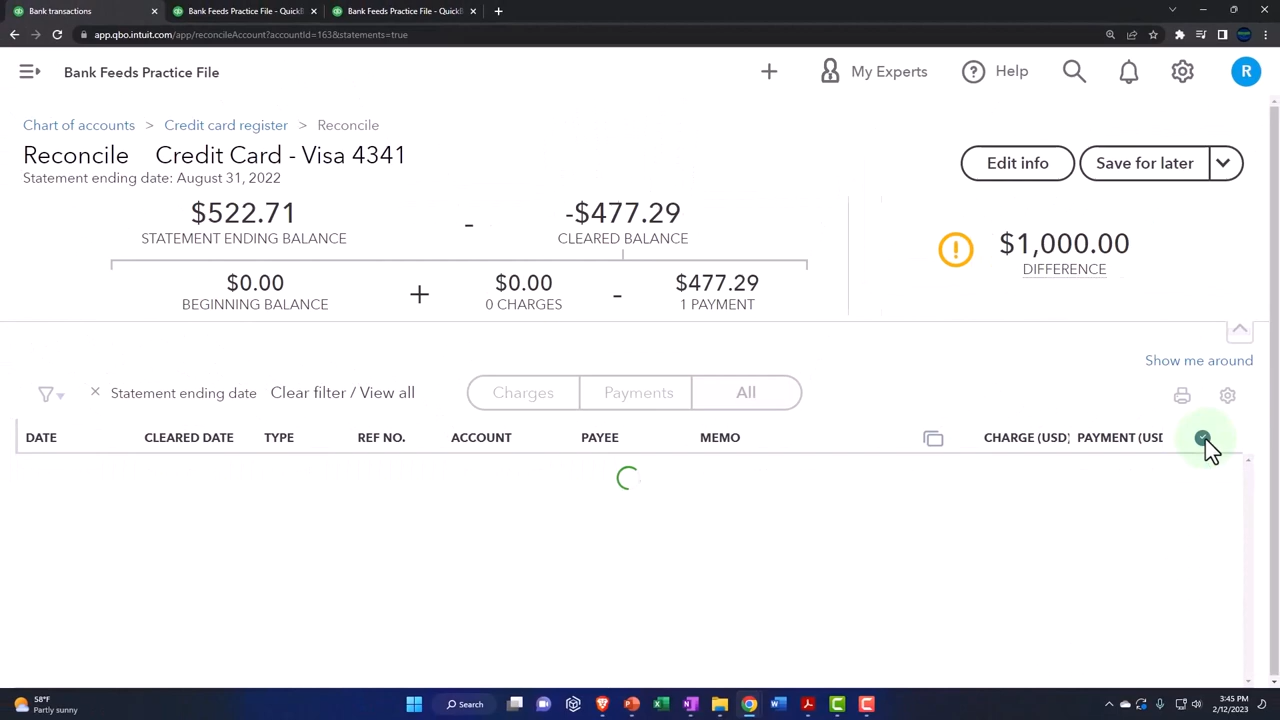 Bank transactions
Bank Feeds Practice File - QuickB
Bank Feeds Practice File - QuickB
app.qbo.intuit.com/app/reconcileAccount?accountId=163&statements=true
Bank Feeds Practice File
My Experts
Help
R
Chart of accounts > Credit card register > Reconcile
Reconcile Credit Card - Visa 4341
Edit info
Save for later
Statement ending date: August 31, 2022
$522.71 - -$477.29
STATEMENT ENDING BALANCE CLEARED BALANCE
$1,000.00
DIFFERENCE
$0.00 + $0.00 - $477.29
BEGINNING BALANCE 0 CHARGES 1 PAYMENT
Show me around
Statement ending date Clear filter / View all Charges Payments All
DATE CLEARED DATE TYPE REF NO. ACCOUNT PAYEE MEMO CHARGE (USD) PAYMENT (USD
58°F
Partly sunny
Search
3:45 PM
2/12/2023